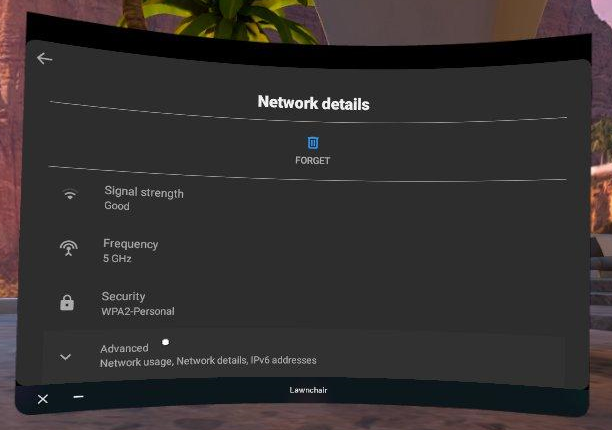 Network details
FORGET
Signal strength
Good
Frequency
5 GHz
Security
WPA2-Personal
Advanced
Network usage, Network details, IPv6 addresses
Lawnchair